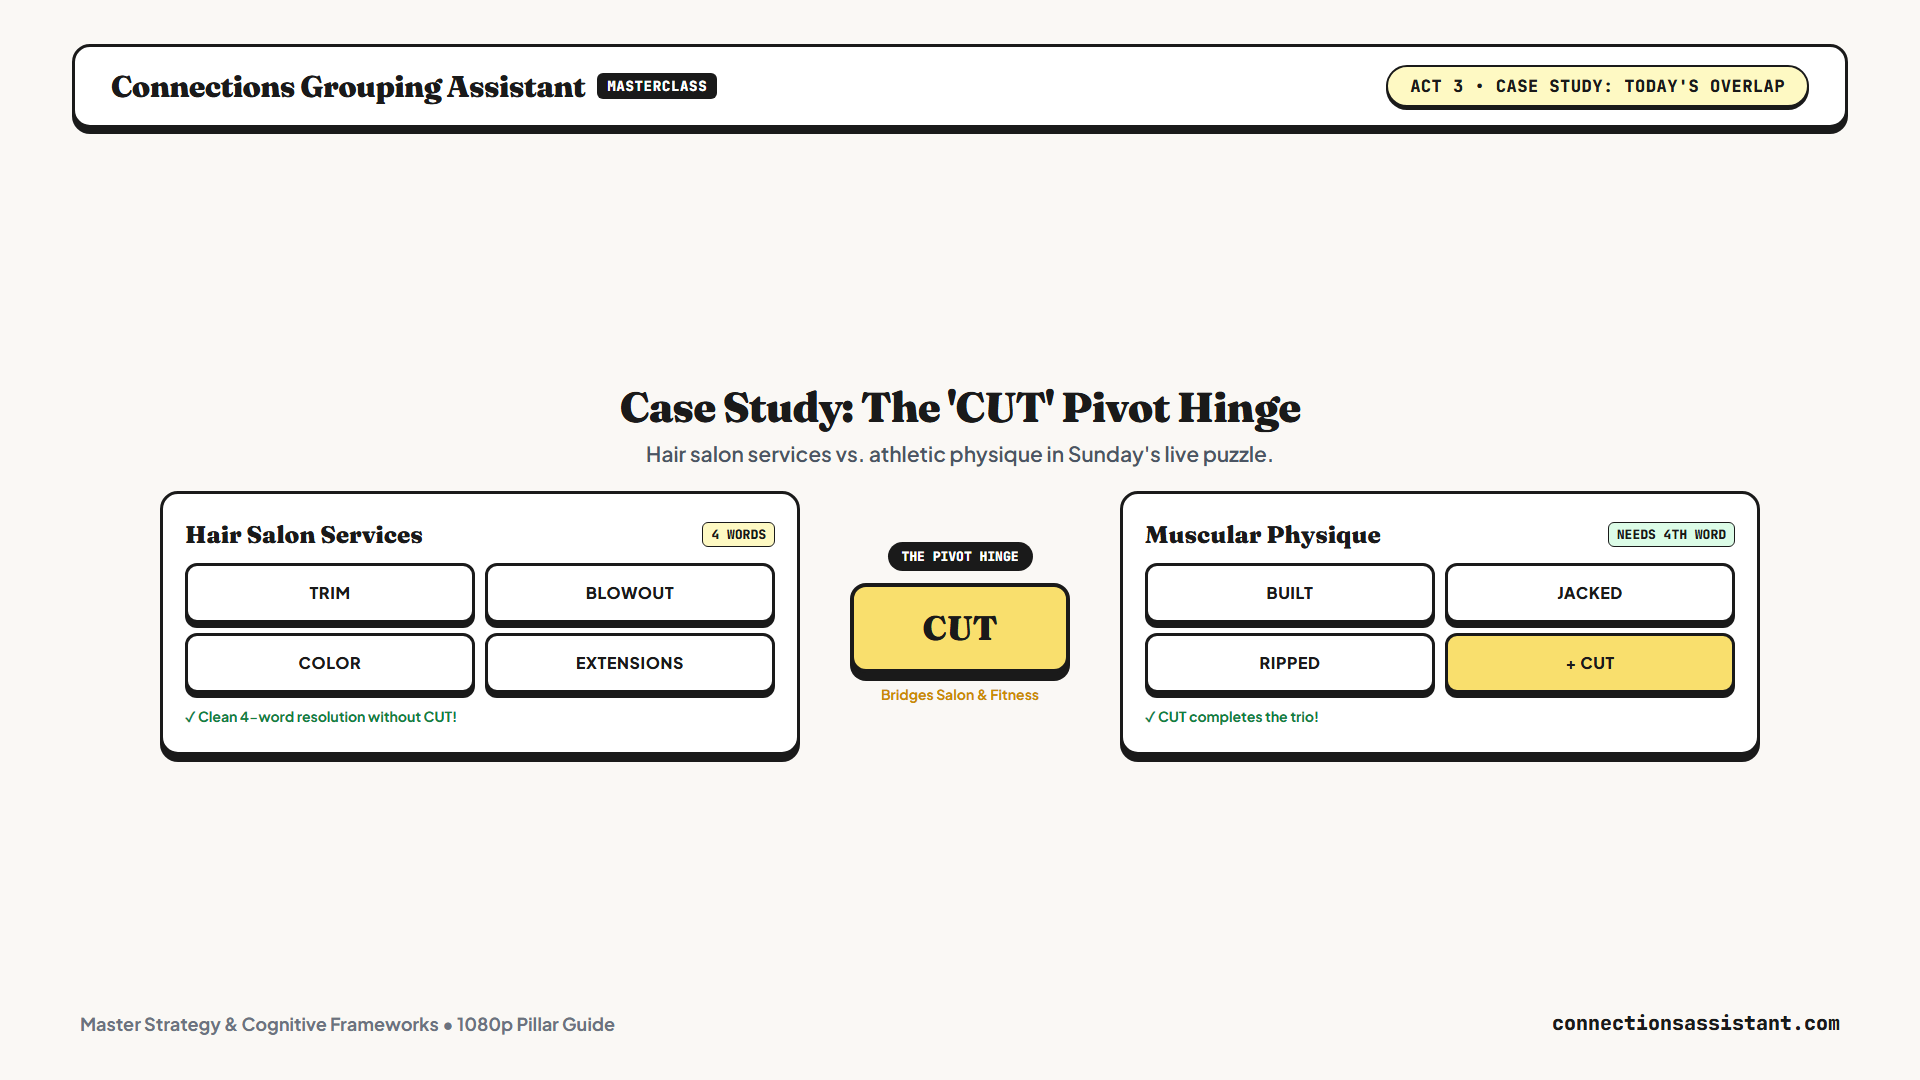 Connections Grouping Assistant MASTERCLASS
ACT 3 • CASE STUDY: TODAY'S OVERLAP
Case Study: The 'CUT' Pivot Hinge
Hair salon services vs. athletic physique in Sunday's live puzzle.
Hair Salon Services
4 WORDS
TRIM
BLOWOUT
COLOR
EXTENSIONS
✓ Clean 4-word resolution without CUT!
THE PIVOT HINGE
CUT
Bridges Salon & Fitness
Muscular Physique
NEEDS 4TH WORD
BUILT
JACKED
RIPPED
+ CUT
✓ CUT completes the trio!
Master Strategy & Cognitive Frameworks • 1080p Pillar Guide
connectionsassistant.com